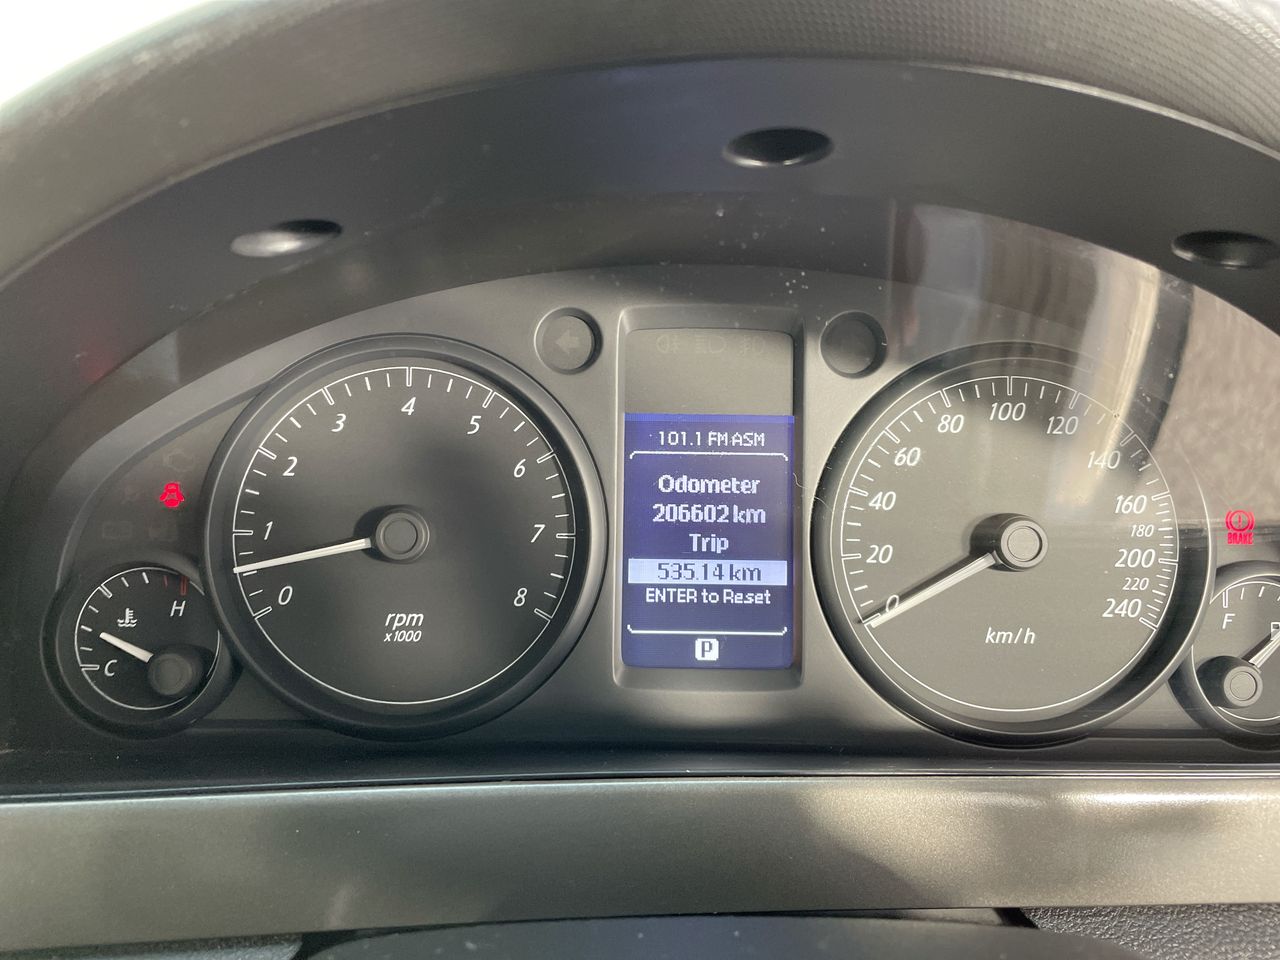 101.1 FM ASM
Odometer
206602 km
Trip
535.14 km
ENTER to Reset
P
0
1
2
3
4
5
6
7
8
rpm
x1000
0
20
40
60
80
100
120
140
160
180
200
220
240
km/h
H
C
F
BRAKE